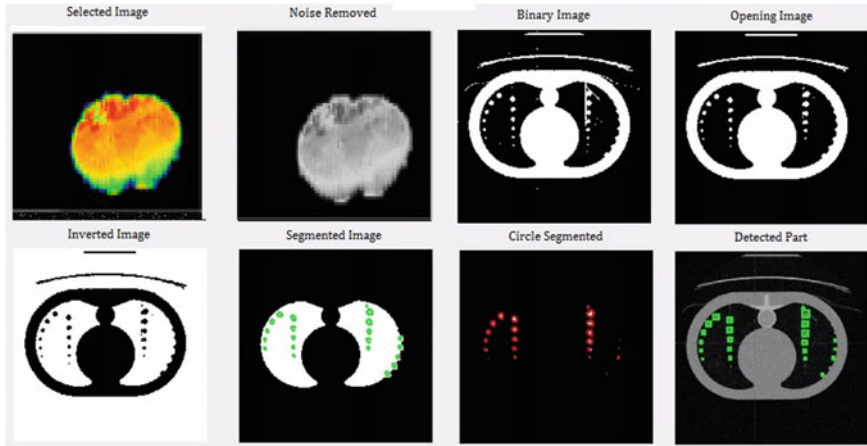 Selected Image
Noise Removed
Binary Image
Opening Image
Inverted Image
Segmented Image
Circle Segmented
Detected Part